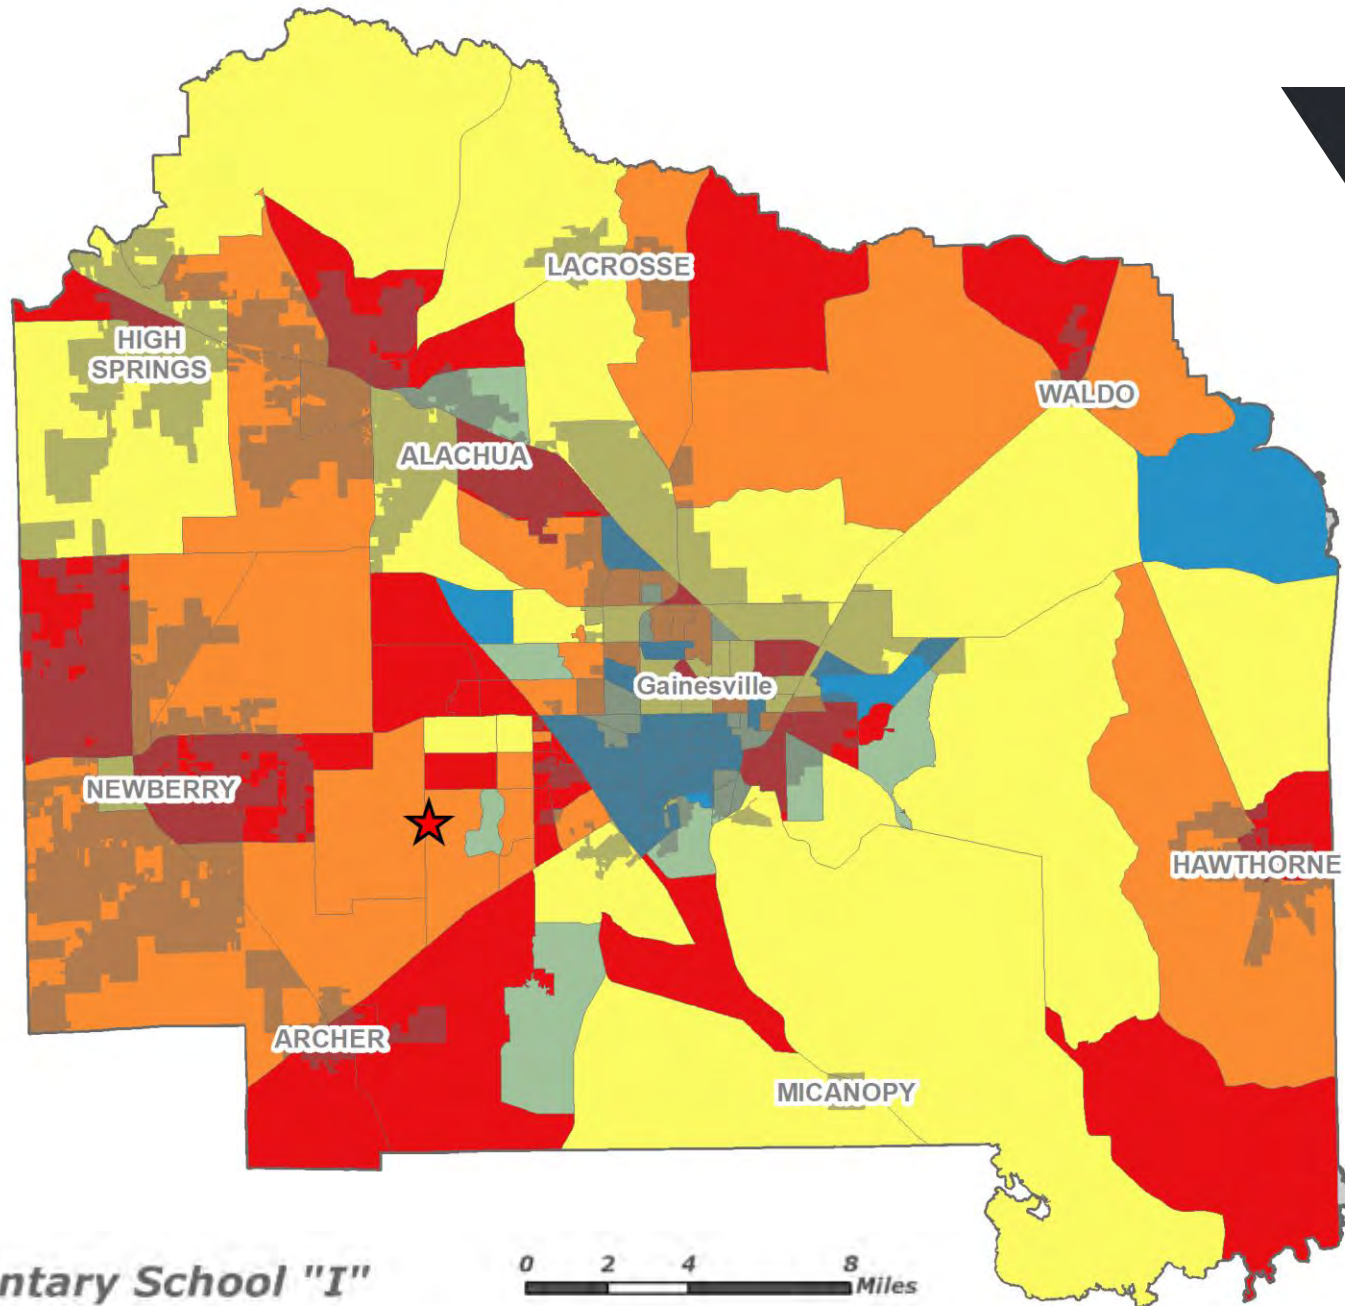 LACROSSE
HIGH
SPRINGS
WALDO
ALACHUA
Gainesville
NEWBERRY
HAWTHORNE
ARCHER
MICANOPY
ntary School "I"
0 2 4 8
Miles